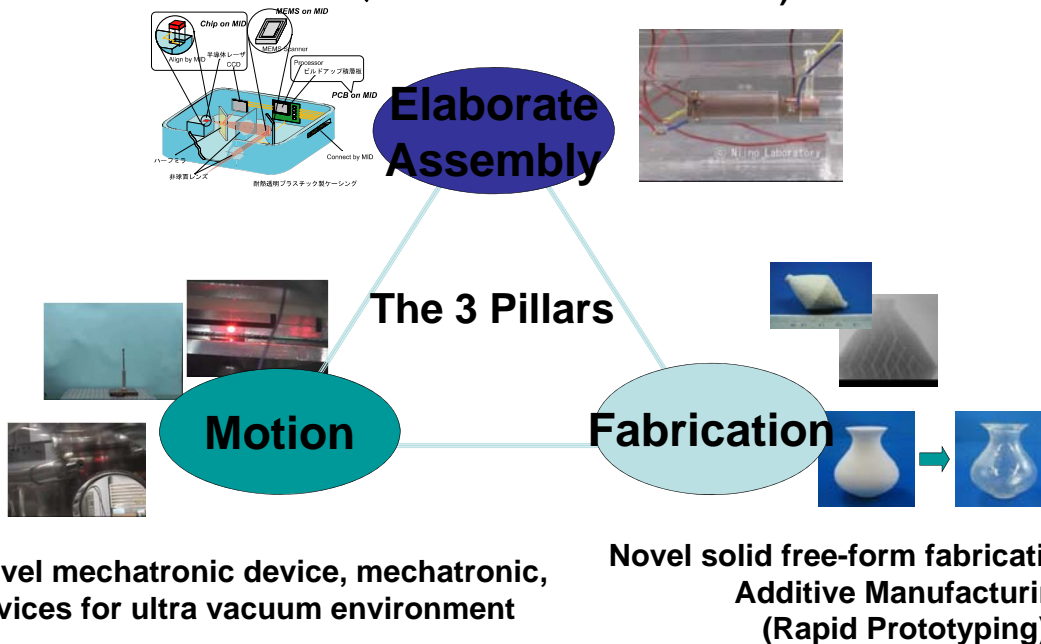 MEMS on MID
Chip on MID
Align by MID
半導体レーザ
CCD
MEMS Scanner
Processor
ビルドアップ積層板
PCB on MID
Connect by MID
ハーフミラ
非球面レンズ
耐熱透明プラスチック製ケーシング
Elaborate
Assembly
© Niino Laboratory
The 3 Pillars
Motion
Fabrication
vel mechatronic device, mechatronic,
vices for ultra vacuum environment
Novel solid free-form fabricati
Additive Manufacturi
(Rapid Prototyping)